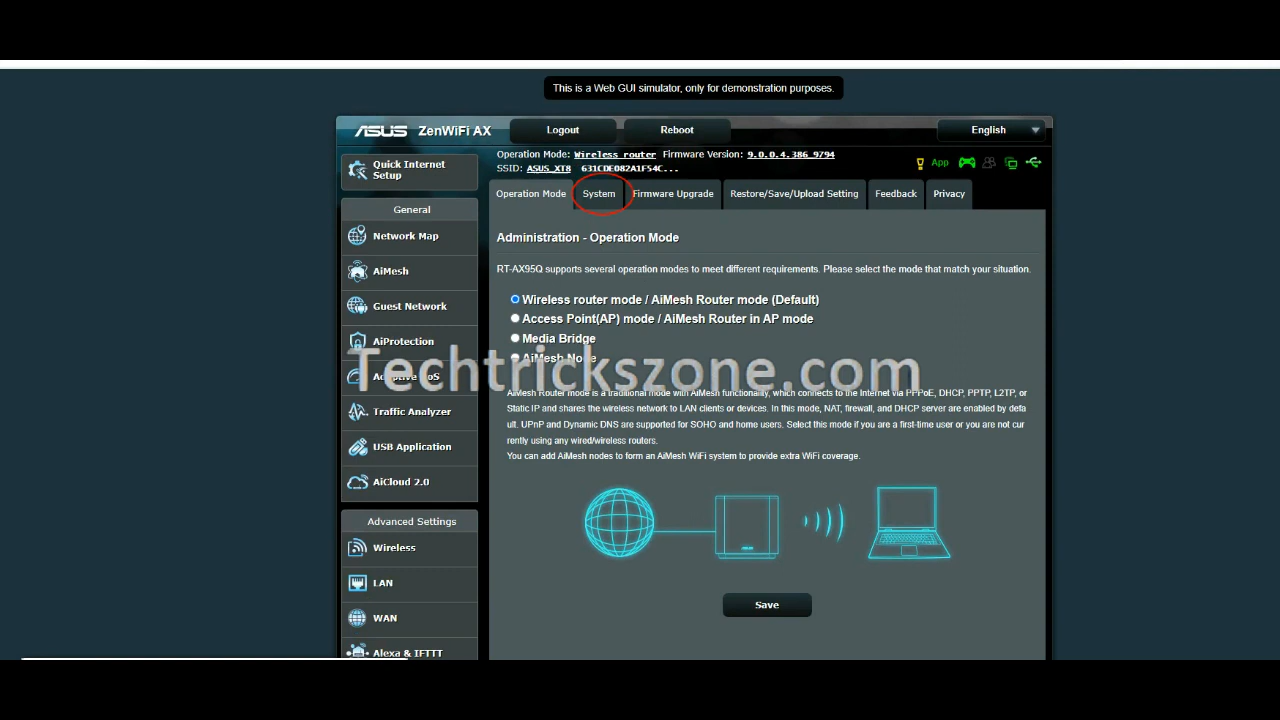 This is a Web GUI simulator, only for demonstration purposes.
ASUS ZenWiFi AX Logout Reboot English
Operation Mode: Wireless router Firmware Version: 9.0.0.4.386_9794
SSID: ASUS_XT8 631CDE082A1F54C...
App
Quick Internet
Setup
General
Network Map
AiMesh
Guest Network
AiProtection
Adaptive QoS
Traffic Analyzer
USB Application
AiCloud 2.0
Advanced Settings
Wireless
LAN
WAN
Alexa & IFTTT
Operation Mode System Firmware Upgrade Restore/Save/Upload Setting Feedback Privacy
Administration - Operation Mode
RT-AX95Q supports several operation modes to meet different requirements. Please select the mode that match your situation.
Wireless router mode / AiMesh Router mode (Default)
Access Point(AP) mode / AiMesh Router in AP mode
Media Bridge
AiMesh Node
Techtrickszone.com
AiMesh Router mode is a traditional mode with AiMesh functionality, which connects to the Internet via PPPoE, DHCP, PPTP, L2TP, or
Static IP and shares the wireless network to LAN clients or devices. In this mode, NAT, firewall, and DHCP server are enabled by defa
ult. UPnP and Dynamic DNS are supported for SOHO and home users. Select this mode if you are a first-time user or you are not cur
rently using any wired/wireless routers.
You can add AiMesh nodes to form an AiMesh WiFi system to provide extra WiFi coverage.
ASUS
Save